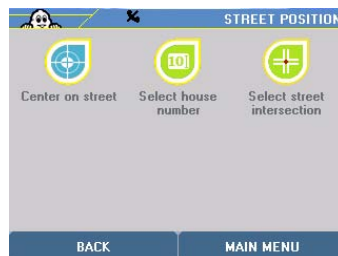 STREET POSITION
10
Center on street
Select house
number
Select street
intersection
BACK
MAIN MENU